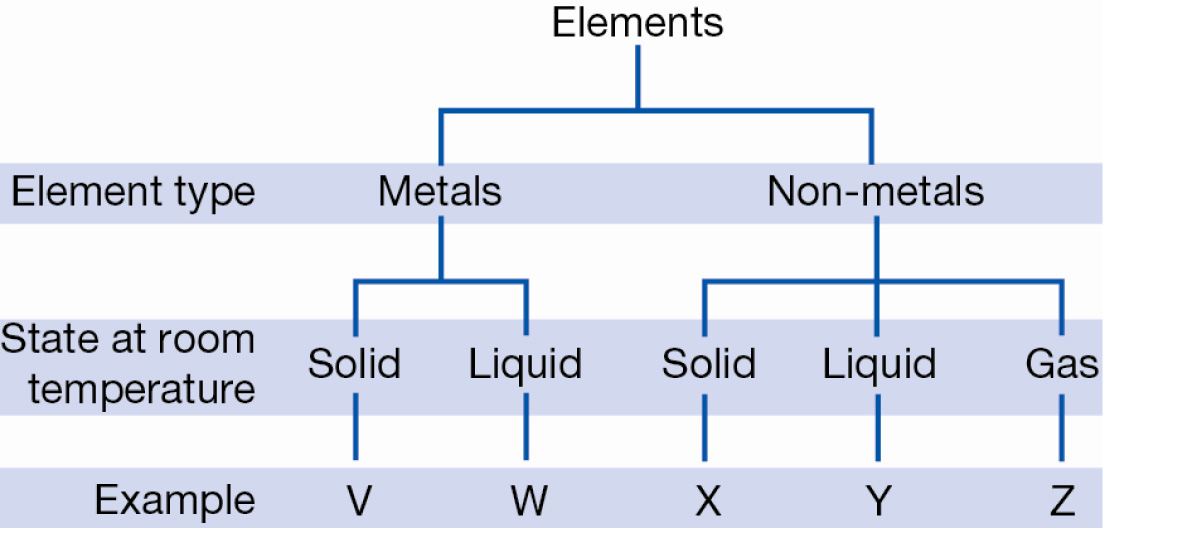 Elements
Element type Metals Non-metals
State at room
temperature Solid Liquid Solid Liquid Gas
Example V W X Y Z